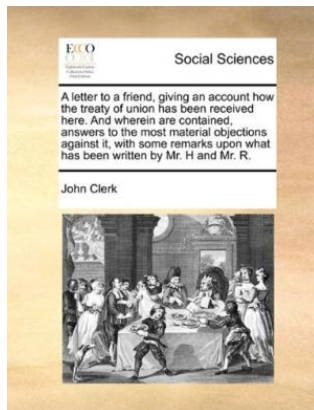 ECCO
Social Sciences
A letter to a friend, giving an account how
the treaty of union has been received
here. And wherein are contained,
answers to the most material objections
against it, with some remarks upon what
has been written by Mr. H and Mr. R.
John Clerk